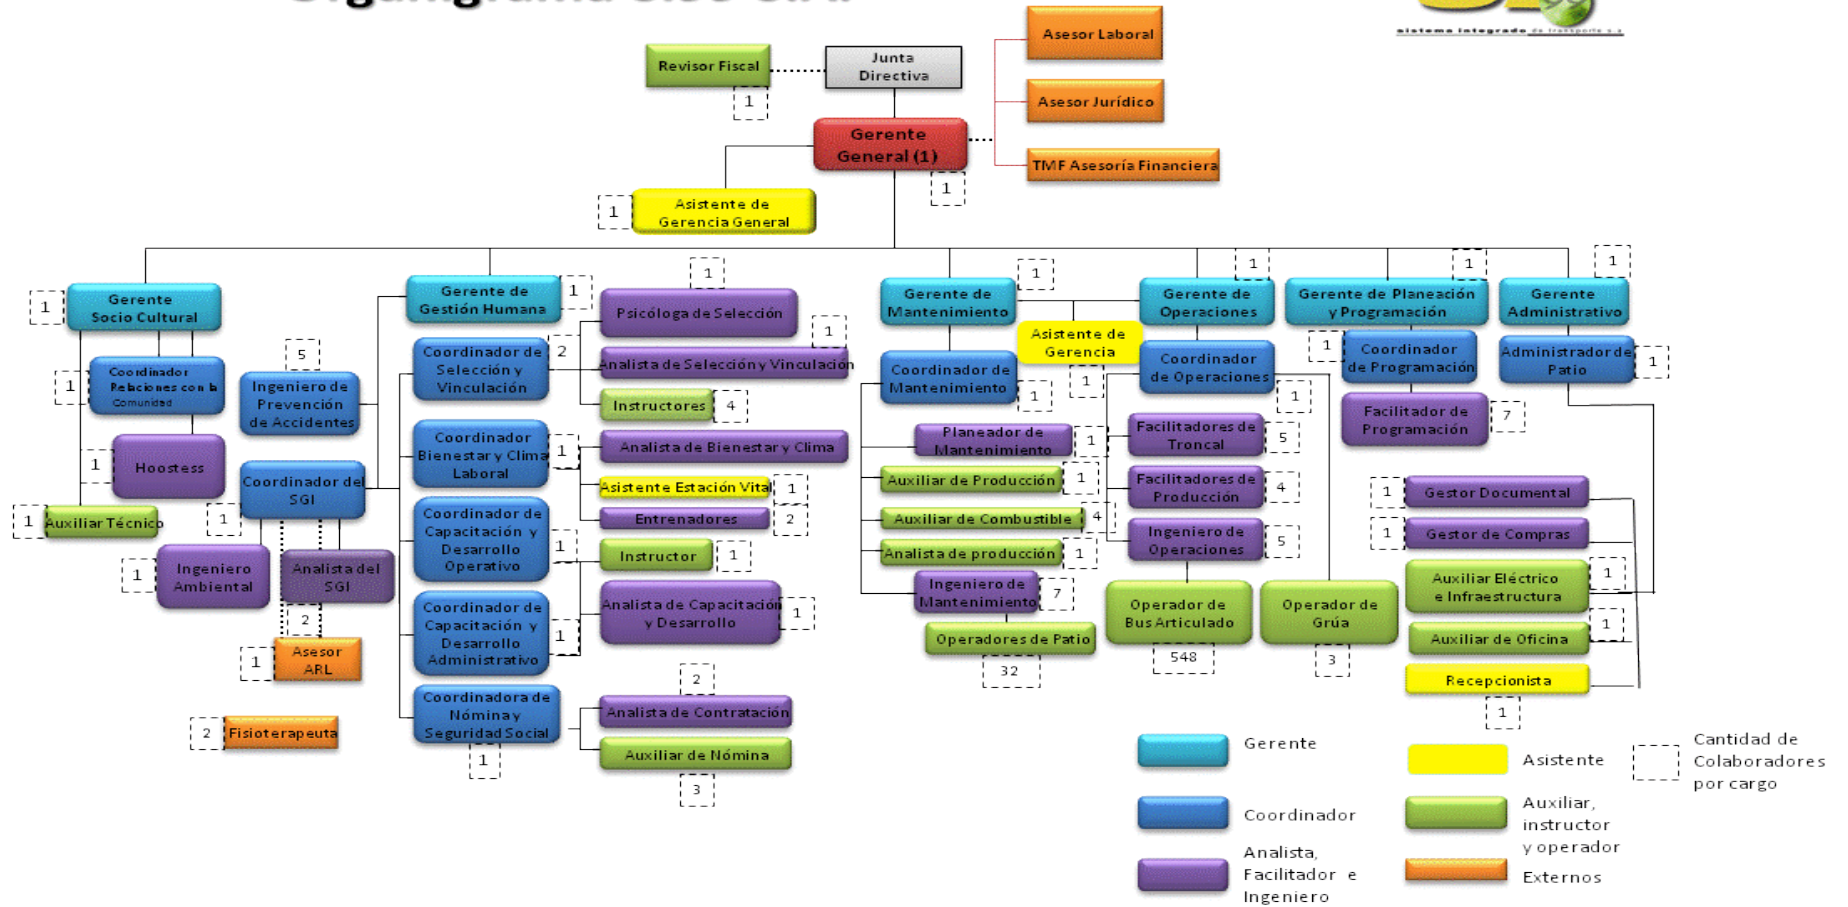 Organigrama
sistema integrado de transporte s.a
Asesor Laboral
Revisor Fiscal
Junta
Directiva
1
Asesor Jurídico
Gerente
General (1)
TMF Asesoría Financiera
1
1
Asistente de
Gerencia General
1
Gerente
Socio Cultural
1
Gerente de
Gestión Humana
1
Gerente de
Mantenimiento
1
Gerente de
Operaciones
1
Gerente de Planeación
y Programación
1
Gerente
Administrativo
Asistente de
Gerencia
1
1
Coordinador
Relaciones con la
Comunidad
1
Hoostess
1
Auxiliar Técnico
5
Ingeniero de
Prevención
de Accidentes
Coordinador del
SGI
1
1
Ingeniero
Ambiental
Analista del
SGI
2
1
Asesor
ARL
2
Fisioterapeuta
Coordinador de
Selección y
Vinculación
2
1
Psicóloga de Selección
1
Analista de Selección y Vinculación
Instructores
4
Coordinador
Bienestar y Clima
Laboral
1
Analista de Bienestar y Clima
Asistente Estación Vital
1
Entrenadores
2
Coordinador de
Capacitación y
Desarrollo
Operativo
1
Instructor
1
Coordinador de
Capacitación y
Desarrollo
Administrativo
1
Analista de Capacitación
y Desarrollo
1
Coordinadora de
Nómina y
Seguridad Social
1
2
Analista de Contratación
Auxiliar de Nómina
3
Coordinador de
Mantenimiento
1
Planeador de
Mantenimiento
1
Auxiliar de Producción
1
Auxiliar de Combustible
4
Analista de producción
1
Ingeniero de
Mantenimiento
7
Operadores de Patio
32
Coordinador
de Operaciones
1
Facilitadores de
Troncal
5
Facilitadores de
Producción
4
Ingeniero de
Operaciones
5
Operador de
Bus Articulado
548
Operador de
Grúa
3
1
Coordinador
de Programación
Facilitador de
Programación
7
Administrador de
Patio
1
1
Gestor Documental
1
Gestor de Compras
Auxiliar Eléctrico
e Infraestructura
1
Auxiliar de Oficina
1
Recepcionista
1
Gerente
Coordinador
Analista,
Facilitador e
Ingeniero
Asistente
Auxiliar,
instructor
y operador
Externos
Cantidad de
Colaboradores
por cargo